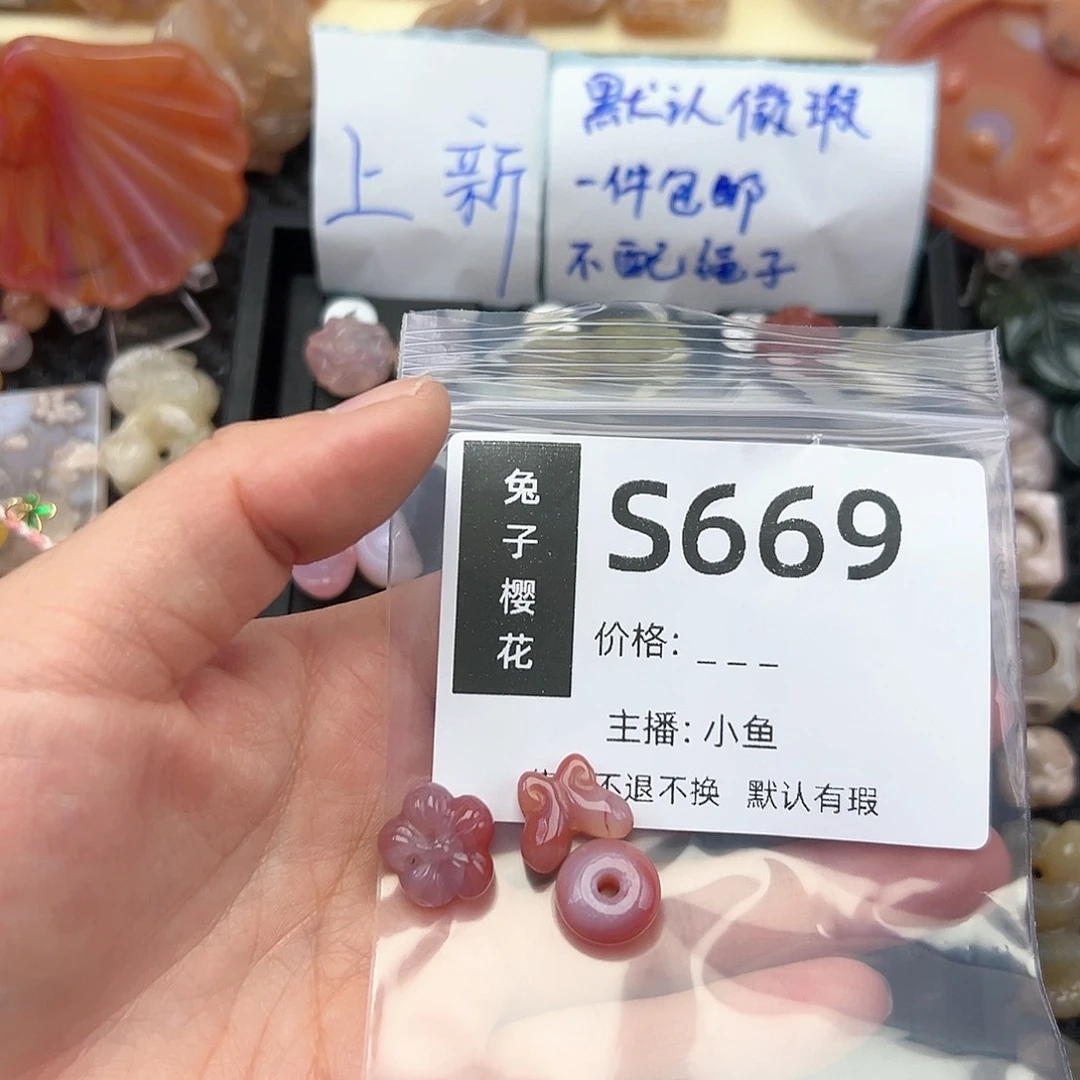 上新
默认微瑕
一件包邮
不配绳子
兔子樱花
S669
价格: _ _ _
主播: 小鱼
不退不换 默认有瑕